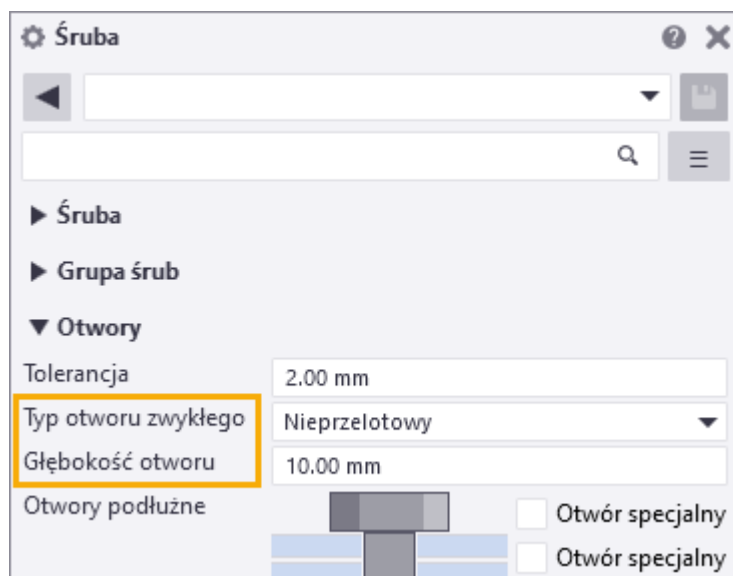 Śruba
Śruba
Grupa śrub
Otwory
Tolerancja 2.00 mm
Typ otworu zwykłego Nieprzelotowy
Głębokość otworu 10.00 mm
Otwory podłużne Otwór specjalny
Otwór specjalny